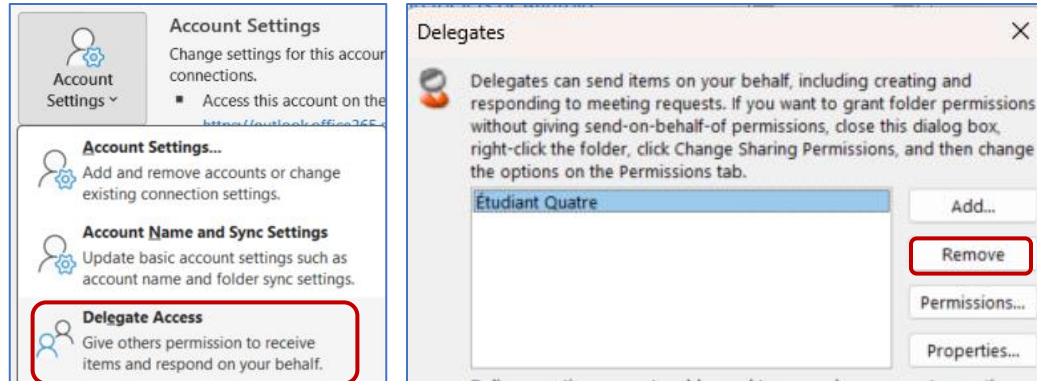 Account Settings
Change settings for this accour
connections.
Account
Settings
▪ Access this account on the
Account Settings...
Add and remove accounts or change
existing connection settings.
Account Name and Sync Settings
Update basic account settings such as
account name and folder sync settings.
Delegate Access
Give others permission to receive
items and respond on your behalf.
Delegates
Delegates can send items on your behalf, including creating and
responding to meeting requests. If you want to grant folder permissions
without giving send-on-behalf-of permissions, close this dialog box,
right-click the folder, click Change Sharing Permissions, and then change
the options on the Permissions tab.
Étudiant Quatre
Add...
Remove
Permissions...
Properties...